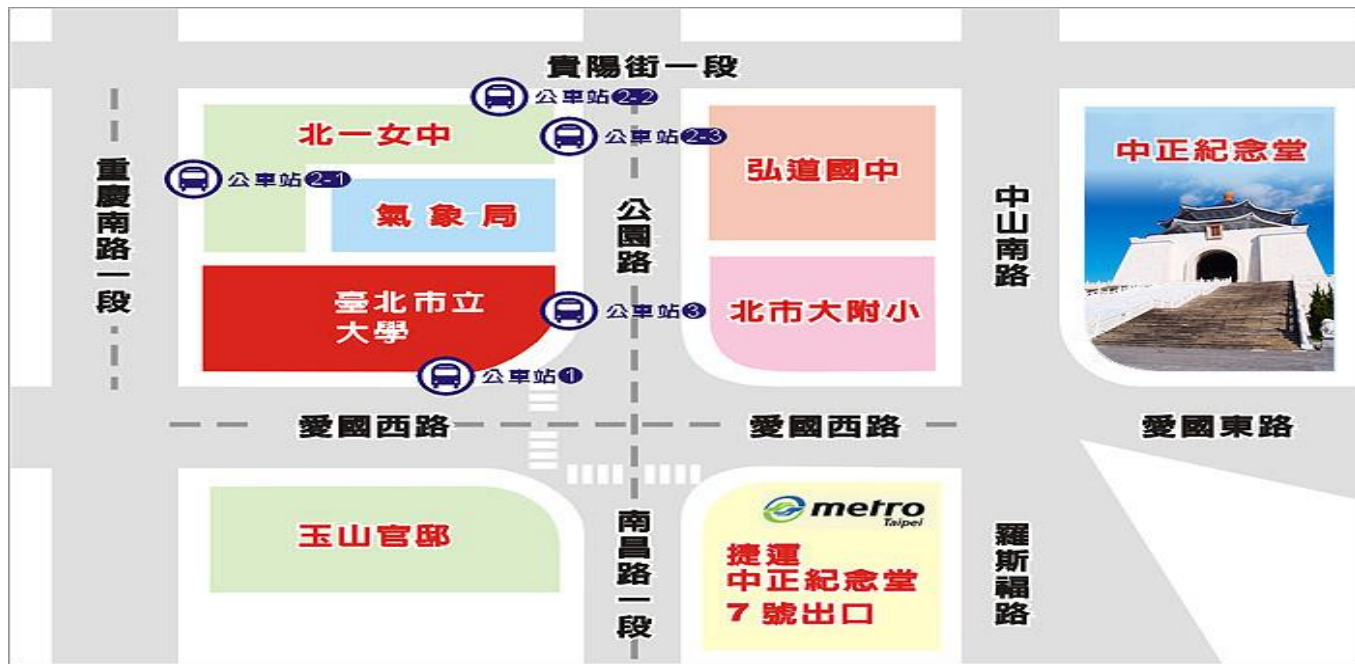 貴陽街一段
公車站2-2
北一女中
公車站2-3
弘道國中
中正紀念堂
公車站2-1
重慶南路一段
氣象局
公園路
中山南路
臺北市立
大學
公車站3
北市大附小
公車站1
愛國西路
愛國西路
愛國東路
玉山官邸
南昌路一段
metro
Taipei
捷運
中正紀念堂
7號出口
羅斯福路